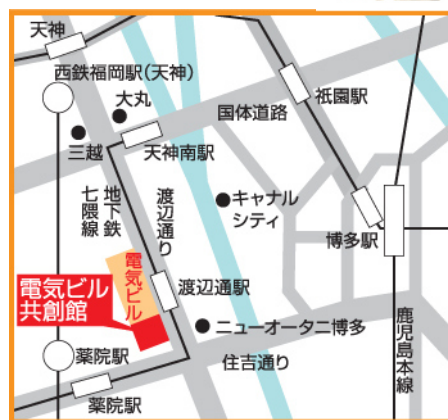 天神
西鉄福岡駅(天神)
大丸
三越
天神南駅
国体道路
祇園駅
地下鉄
七隈線
渡辺通り
キャナル
シティ
博多駅
電気ビル
電気ビル
共創館
渡辺通駅
ニューオータニ博多
住吉通り
薬院駅
薬院駅
鹿児島本線